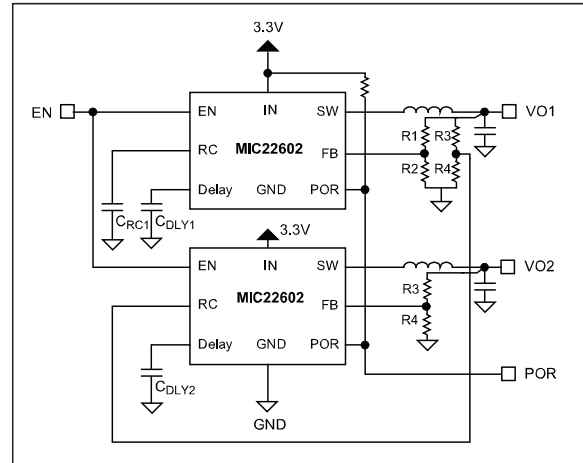 3.3V
EN
EN
IN
SW
VO1
RC
MIC22602
FB
R1
R3
R2
R4
Delay
GND
POR
CRC1
CDLY1
3.3V
EN
IN
SW
VO2
RC
MIC22602
FB
R3
R4
Delay
GND
POR
CDLY2
POR
GND